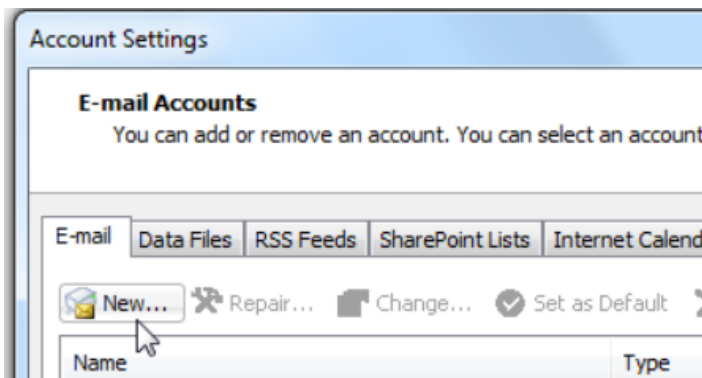 Account Settings
E-mail Accounts
You can add or remove an account. You can select an account
E-mail Data Files RSS Feeds SharePoint Lists Internet Calend
New... Repair... Change... Set as Default
Name Type